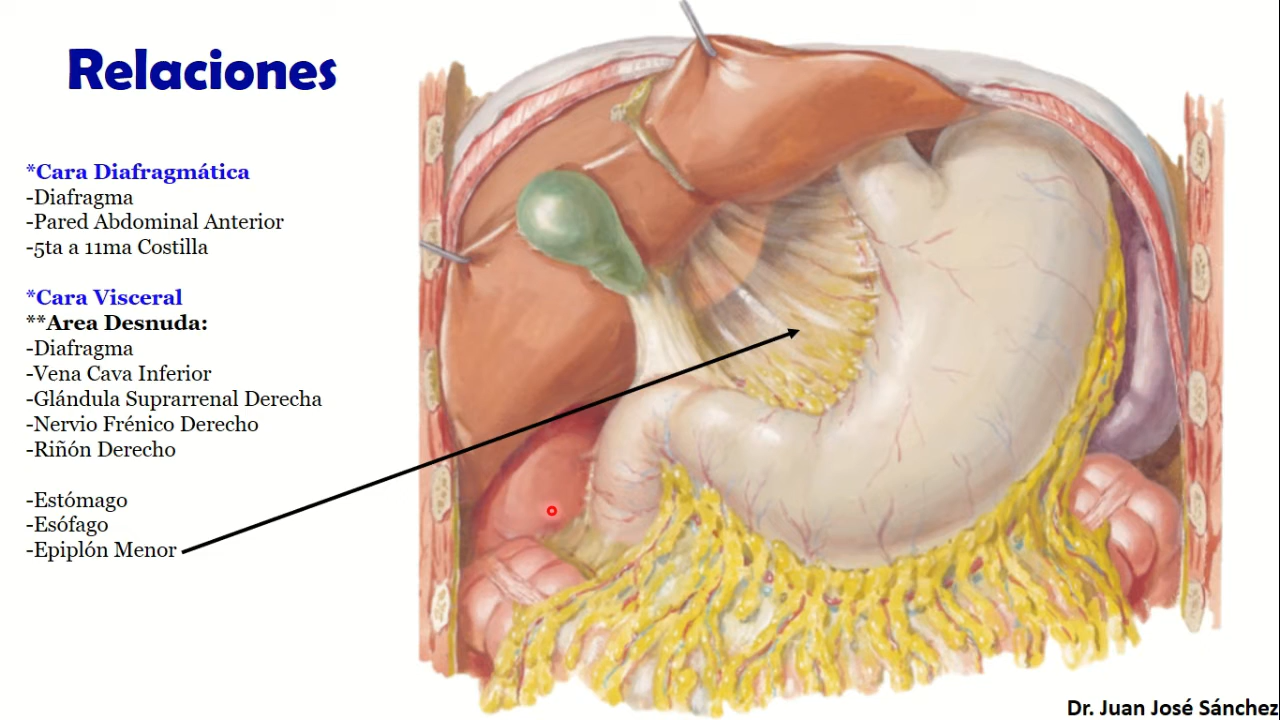 Relaciones
*Cara Diafragmática
-Diafragma
-Pared Abdominal Anterior
-5ta a 11ma Costilla
*Cara Visceral
**Area Desnuda:
-Diafragma
-Vena Cava Inferior
-Glándula Suprarrenal Derecha
-Nervio Frénico Derecho
-Riñón Derecho
-Estómago
-Esófago
-Epiplón Menor
Dr. Juan José Sánchez